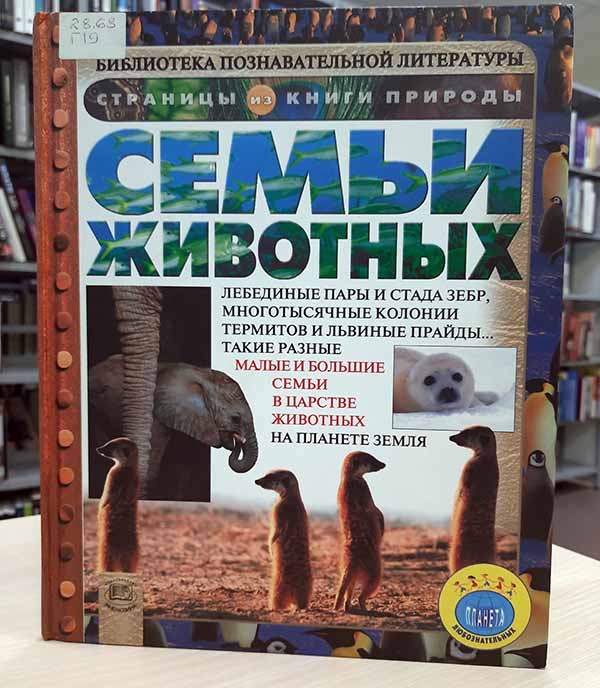 28.68
Г19
БИБЛИОТЕКА ПОЗНАВАТЕЛЬНОЙ ЛИТЕРАТУРЫ
СТРАНИЦЫ ИЗ КНИГИ ПРИРОДЫ
СЕМЬИ
ЖИВОТНЫХ
ЛЕБЕДИНЫЕ ПАРЫ И СТАДА ЗЕБР,
МНОГОТЫСЯЧНЫЕ КОЛОНИИ
ТЕРМИТОВ И ЛЬВИНЫЕ ПРАЙДЫ...
ТАКИЕ РАЗНЫЕ
МАЛЫЕ И БОЛЬШИЕ
СЕМЬИ
В ЦАРСТВЕ
ЖИВОТНЫХ
НА ПЛАНЕТЕ ЗЕМЛЯ
ПЛАНЕТА
ЛЮБОЗНАТЕЛЬНЫХ